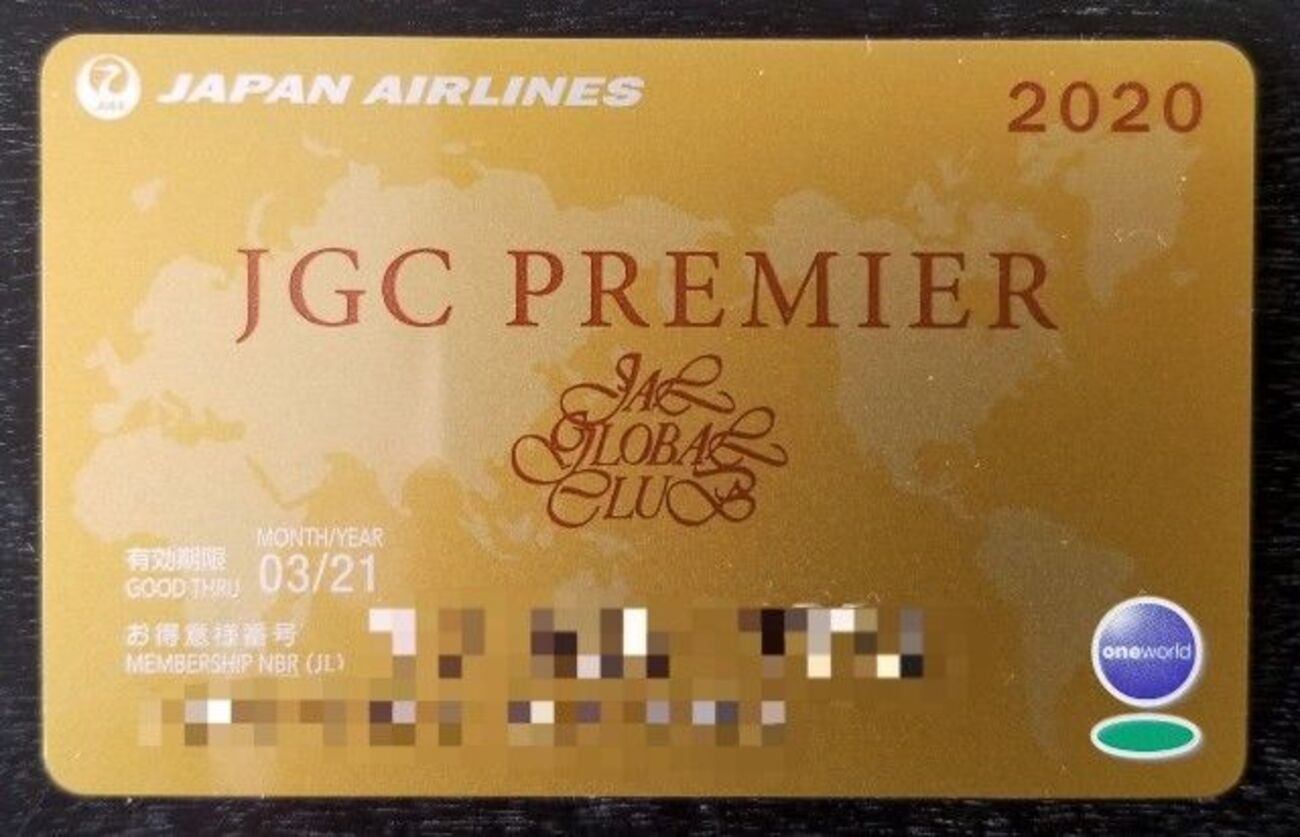 JAPAN AIRLINES
2020
JGC PREMIER
JAL
GLOBAL
CLUB
MONTH/YEAR
有効期限
GOOD THRU 03/21
お得意様番号
MEMBERSHIP NBR (JL)
oneworld